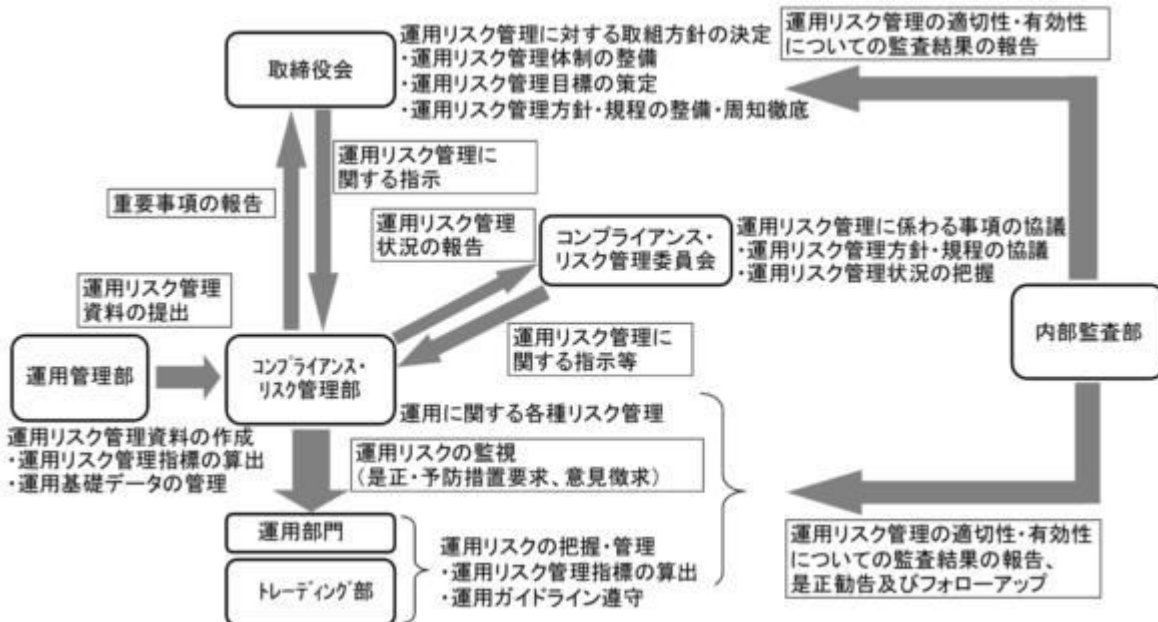 取締役会
運用リスク管理に対する取組方針の決定
・運用リスク管理体制の整備
・運用リスク管理目標の策定
・運用リスク管理方針・規程の整備・周知徹底
運用リスク管理の適切性・有効性
についての監査結果の報告
運用リスク管理に
関する指示
重要事項の報告
運用リスク管理
状況の報告
コンプライアンス・
リスク管理委員会
運用リスク管理に係わる事項の協議
・運用リスク管理方針・規程の協議
・運用リスク管理状況の把握
運用リスク管理
資料の提出
運用リスク管理に
関する指示等
内部監査部
運用管理部
コンプライアンス・
リスク管理部
運用に関する各種リスク管理
運用リスク管理資料の作成
・運用リスク管理指標の算出
・運用基礎データの管理
運用リスクの監視
（是正・予防措置要求、意見徴求）
運用部門
トレーディング部
運用リスクの把握・管理
・運用リスク管理指標の算出
・運用ガイドライン遵守
運用リスク管理の適切性・有効性
についての監査結果の報告、
是正勧告及びフォローアップ